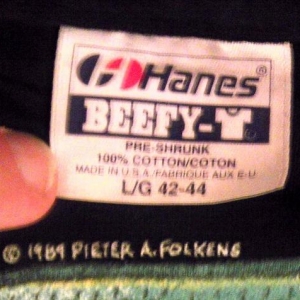 Hanes®
BEEFY-T
PRE-SHRUNK
100% COTTON/COTON
MADE IN U.S.A./FABRIQUE AUX E-U
L/G 42-44
© 1989 PIETER A. FOLKENS